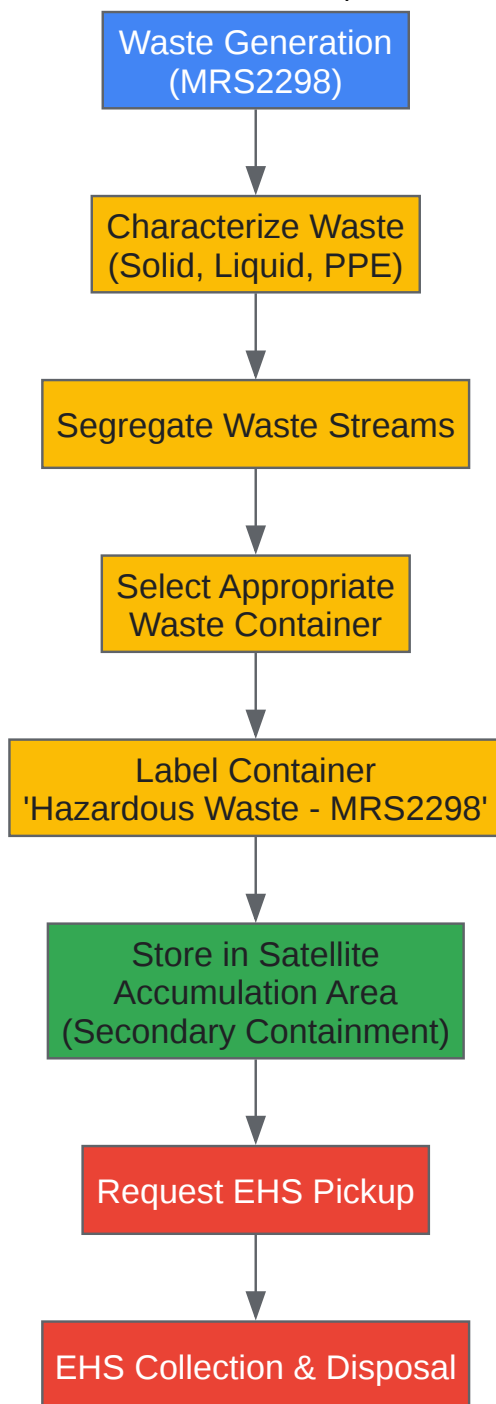 Waste Generation
(MRS2298)
Characterize Waste
(Solid, Liquid, PPE)
Segregate Waste Streams
Select Appropriate
Waste Container
Label Container
'Hazardous Waste - MRS2298'
Store in Satellite
Accumulation Area
(Secondary Containment)
Request EHS Pickup
EHS Collection & Disposal